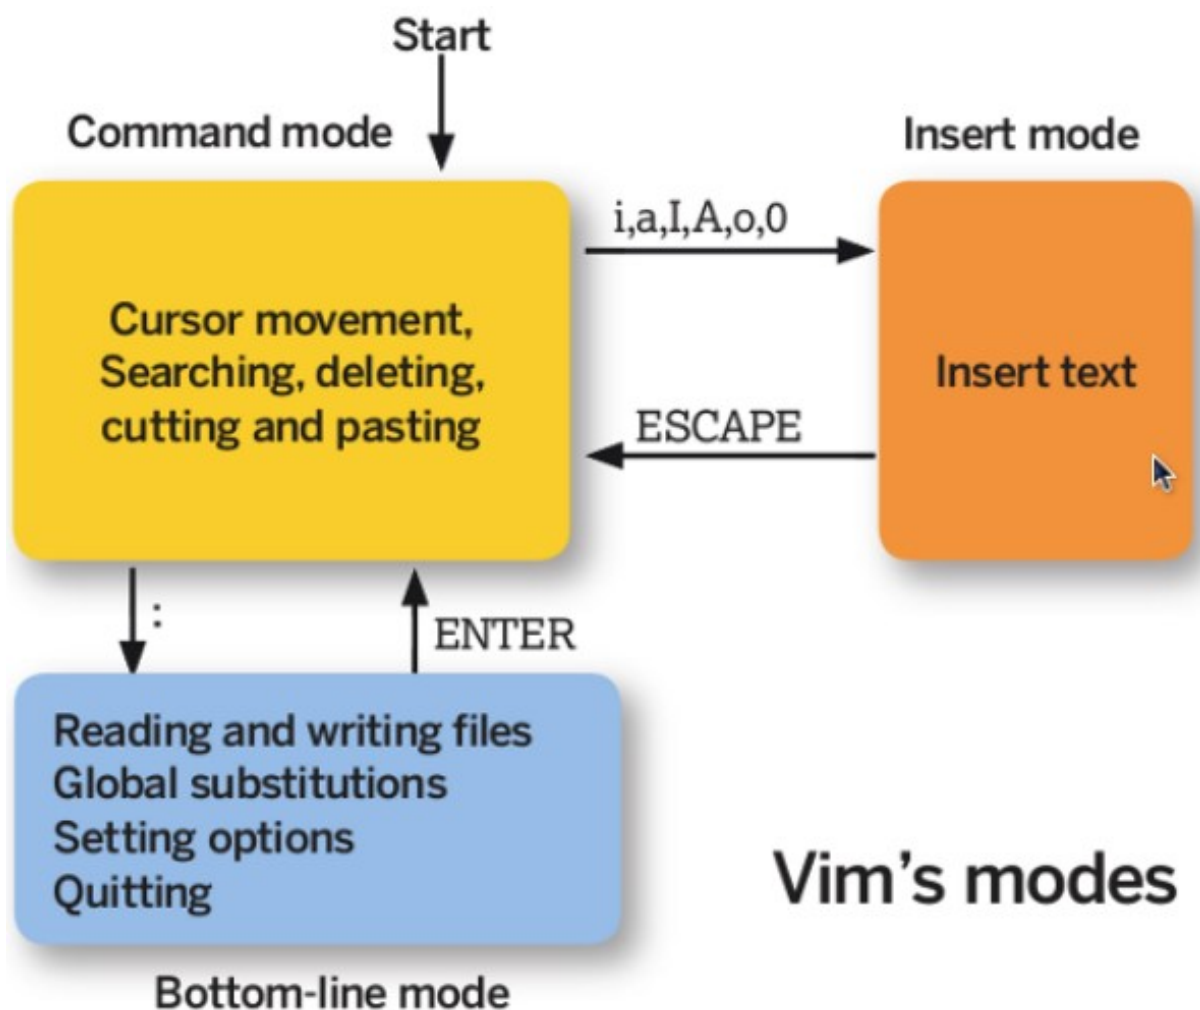 Start
Command mode
Insert mode
i,a,I,A,o,0
Cursor movement,
Searching, deleting,
cutting and pasting
Insert text
ESCAPE
:
ENTER
Reading and writing files
Global substitutions
Setting options
Quitting
Vim's modes
Bottom-line mode